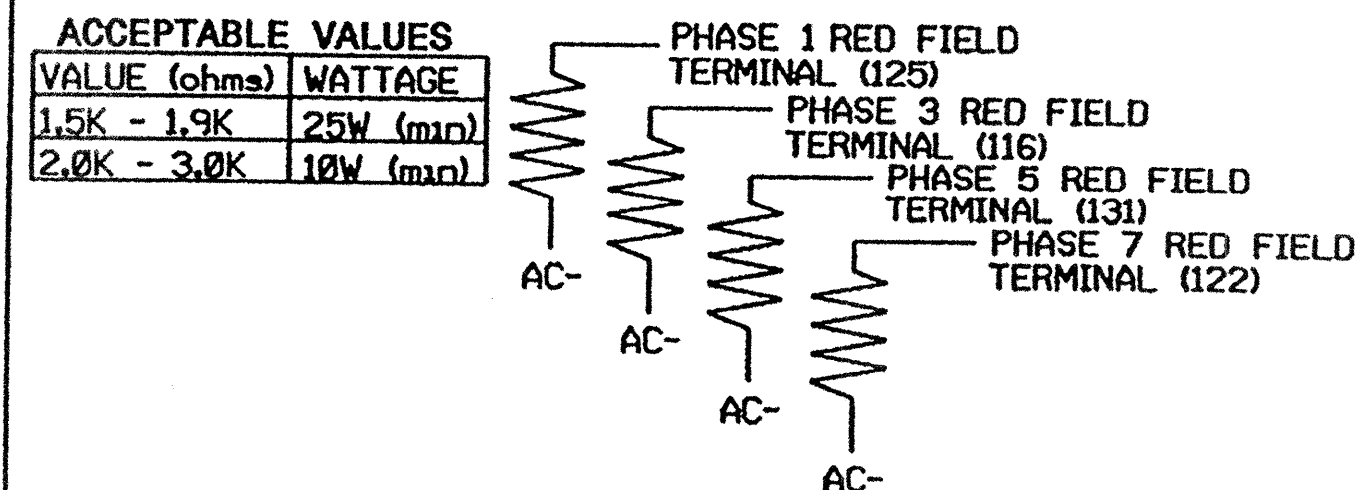 ACCEPTABLE VALUES
VALUE (ohms) WATTAGE
1.5K - 1.9K 25W (min)
2.0K - 3.0K 10W (min)
PHASE 1 RED FIELD
TERMINAL (125)
PHASE 3 RED FIELD
TERMINAL (116)
PHASE 5 RED FIELD
TERMINAL (131)
PHASE 7 RED FIELD
TERMINAL (122)
AC-
AC-
AC-
AC-